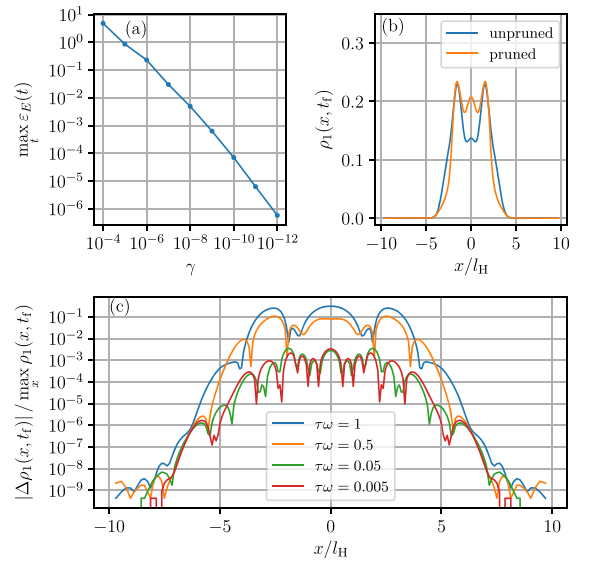 (a)
10^1
10^0
10^{-1}
10^{-2}
10^{-3}
10^{-4}
10^{-5}
10^{-6}
max_t ε_E(t)
10^{-4} 10^{-6} 10^{-8} 10^{-10} 10^{-12}
γ
(b)
unpruned
pruned
0.3
0.2
0.1
0.0
ρ_1(x, t_f)
−10 −5 0 5 10
x/l_H
(c)
10^{-1}
10^{-2}
10^{-3}
10^{-4}
10^{-5}
10^{-6}
10^{-7}
10^{-8}
10^{-9}
|Δρ_1(x, t_f)| / max_x ρ_1(x, t_f)
τω = 1
τω = 0.5
τω = 0.05
τω = 0.005
−10 −5 0 5 10
x/l_H